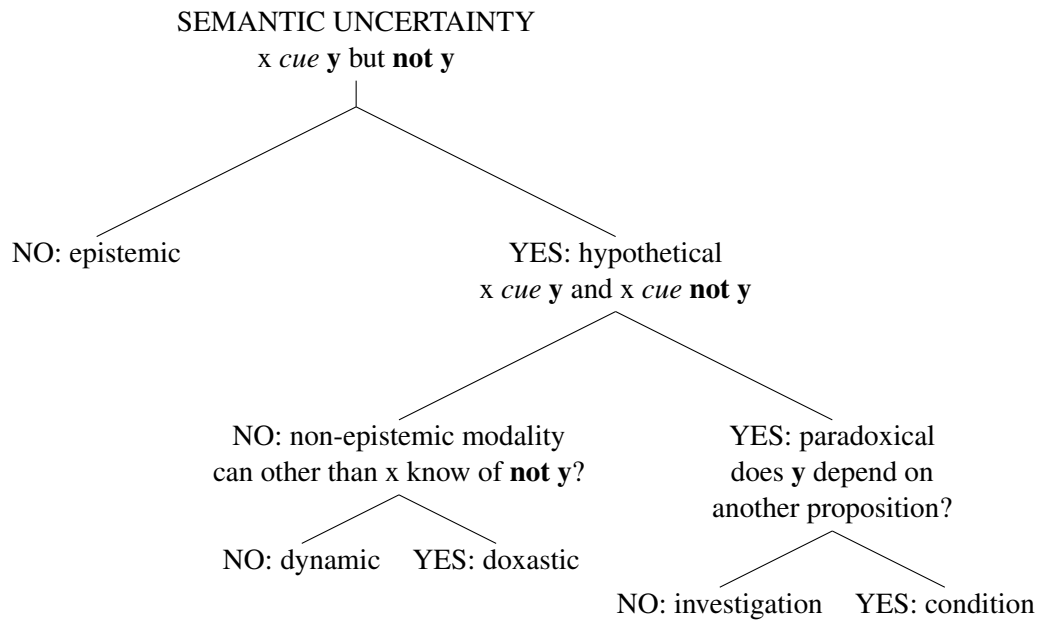 SEMANTIC UNCERTAINTY
x cue y but not y
NO: epistemic
YES: hypothetical
x cue y and x cue not y
NO: non-epistemic modality
can other than x know of not y?
YES: paradoxical
does y depend on
another proposition?
NO: dynamic
YES: doxastic
NO: investigation
YES: condition